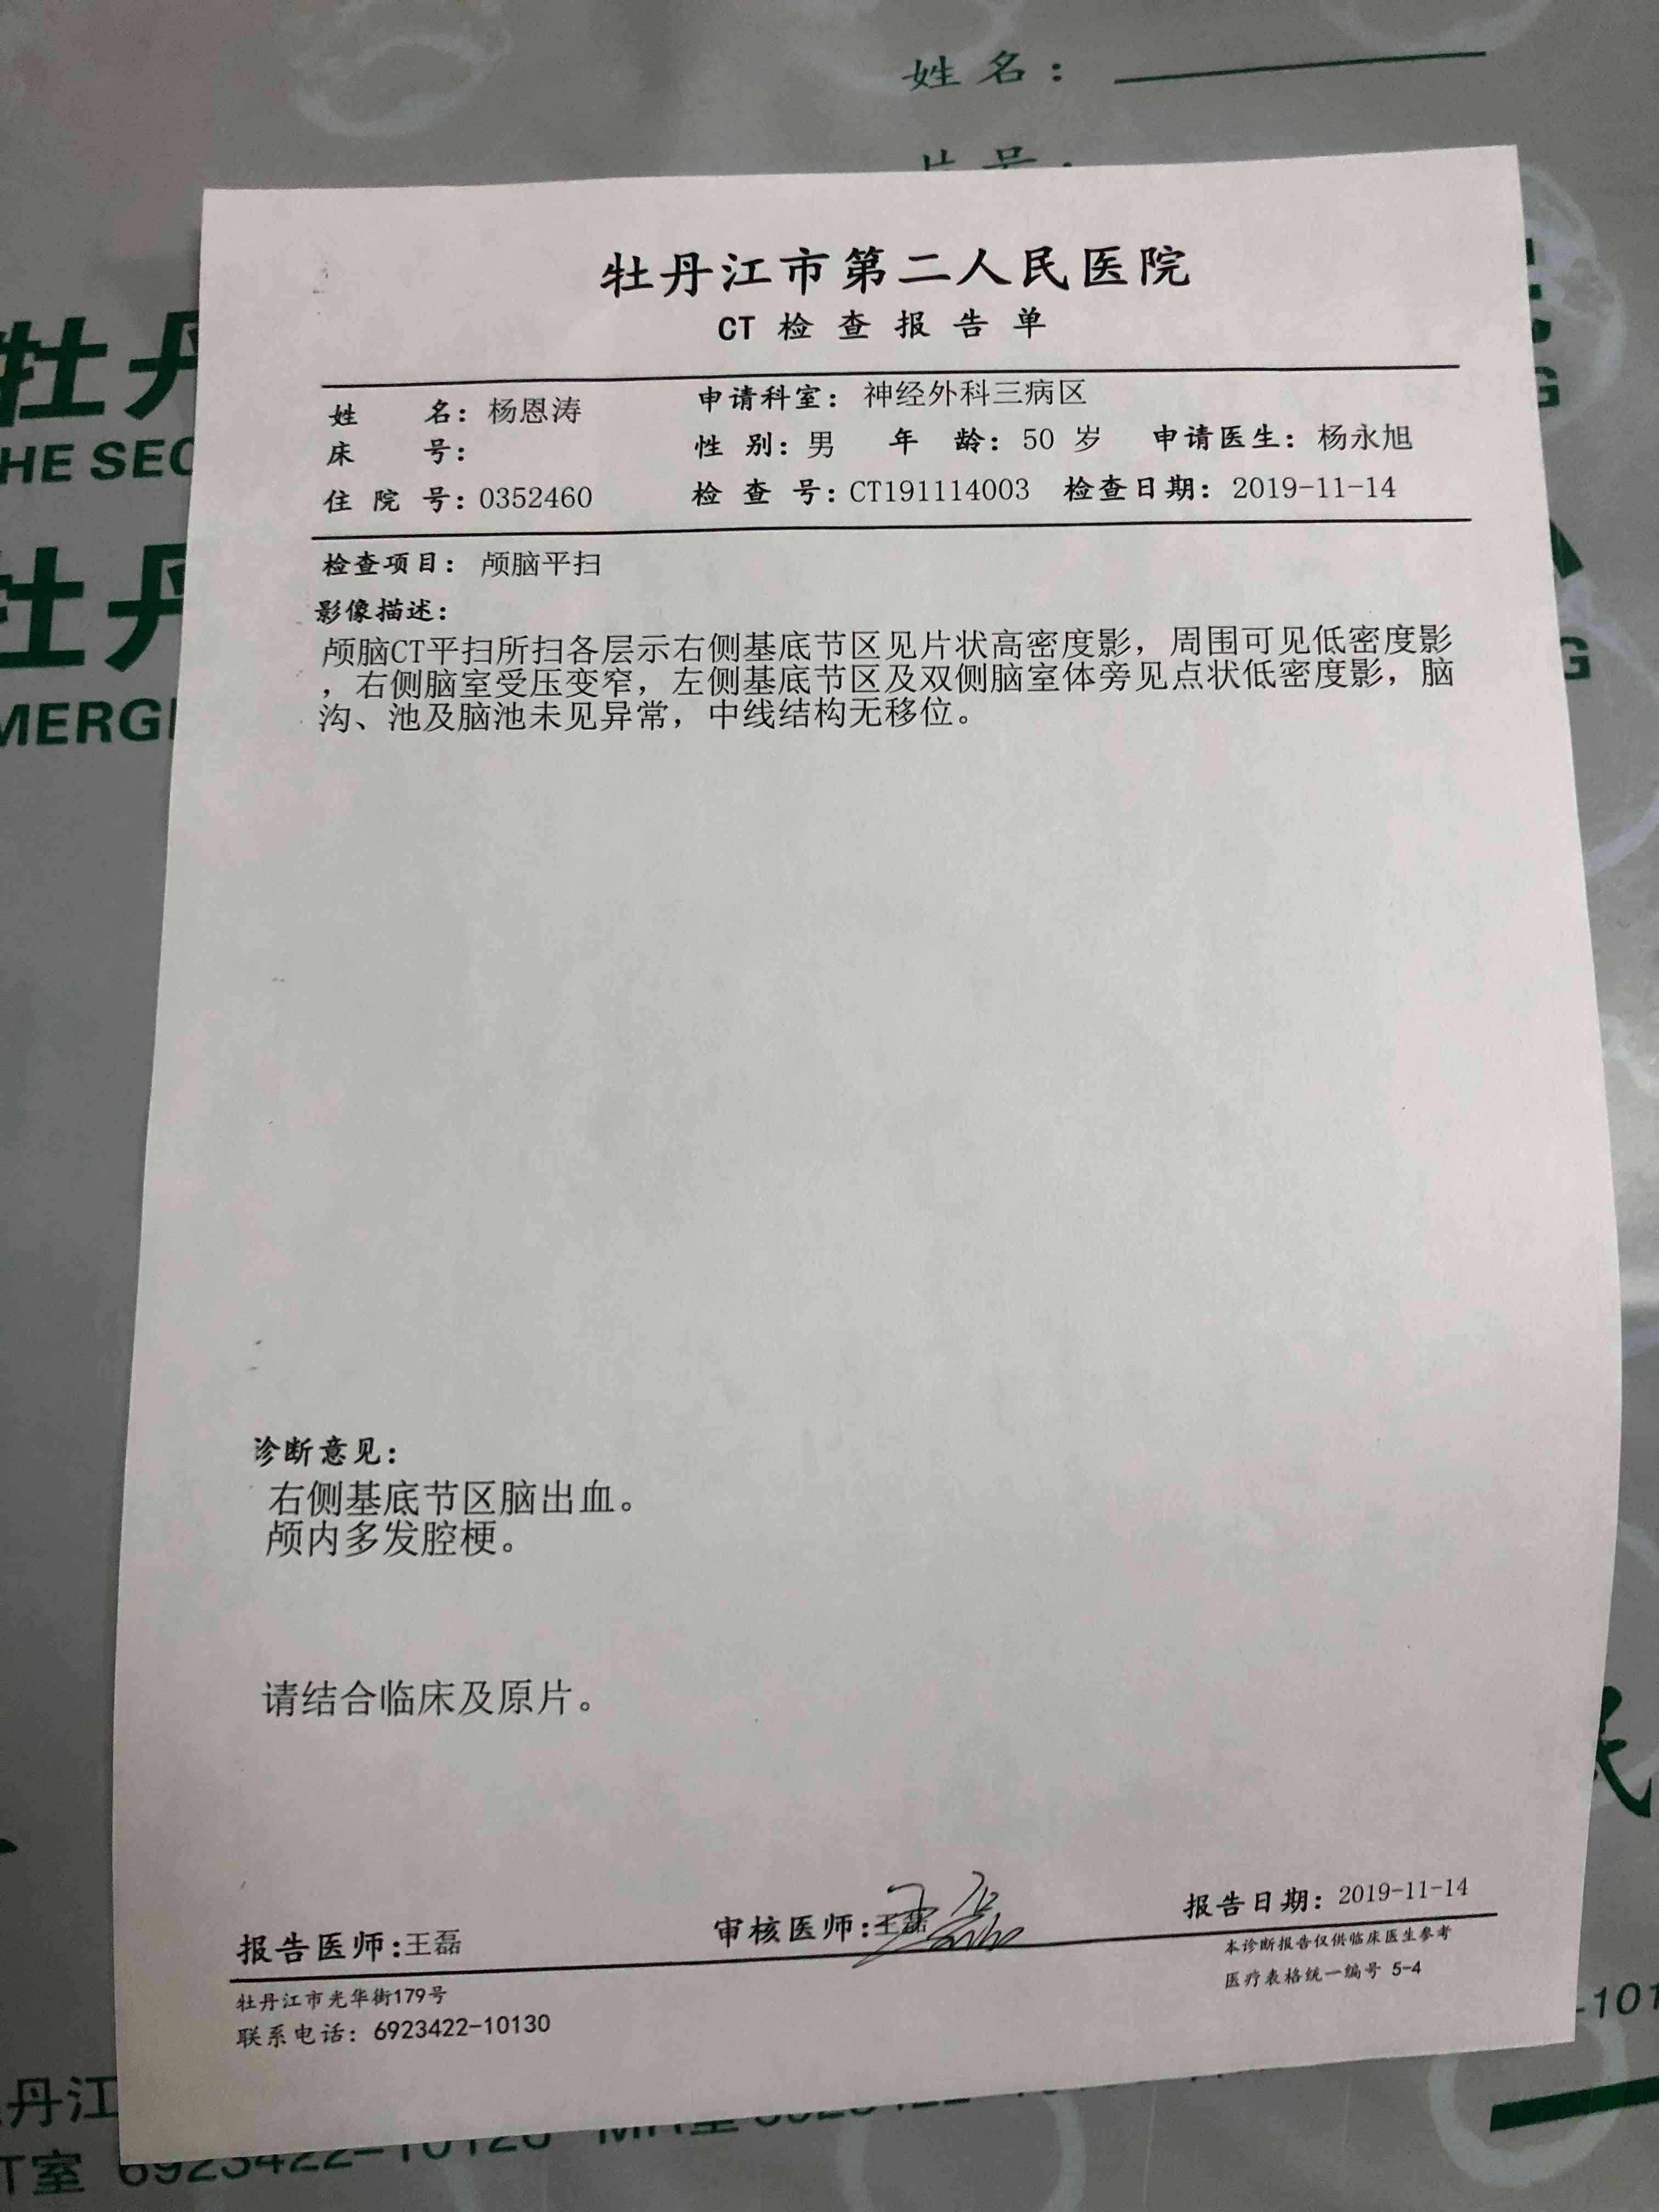 姓名：
片号：
牡丹江市第二人民医院
CT 检查报告单
姓 名：杨恩涛 申请科室：神经外科三病区
床 号： 性 别：男 年 龄：50 岁 申请医生：杨永旭
住 院 号：0352460 检 查 号：CT191114003 检查日期：2019-11-14
检查项目：颅脑平扫
影像描述：
颅脑CT平扫所扫各层示右侧基底节区见片状高密度影，周围可见低密度影
，右侧脑室受压变窄，左侧基底节区及双侧脑室体旁见点状低密度影，脑
沟、池及脑池未见异常，中线结构无移位。
诊断意见：
右侧基底节区脑出血。
颅内多发腔梗。
请结合临床及原片。
报告医师：王磊 审核医师：王磊 报告日期：2019-11-14
本诊断报告仅供临床医生参考
牡丹江市光华街179号 医疗表格统一编号 5-4
联系电话：6923422-10130
牡丹
HE SEC
牡丹
MERG
丹江
T室 6923422-10128
-101